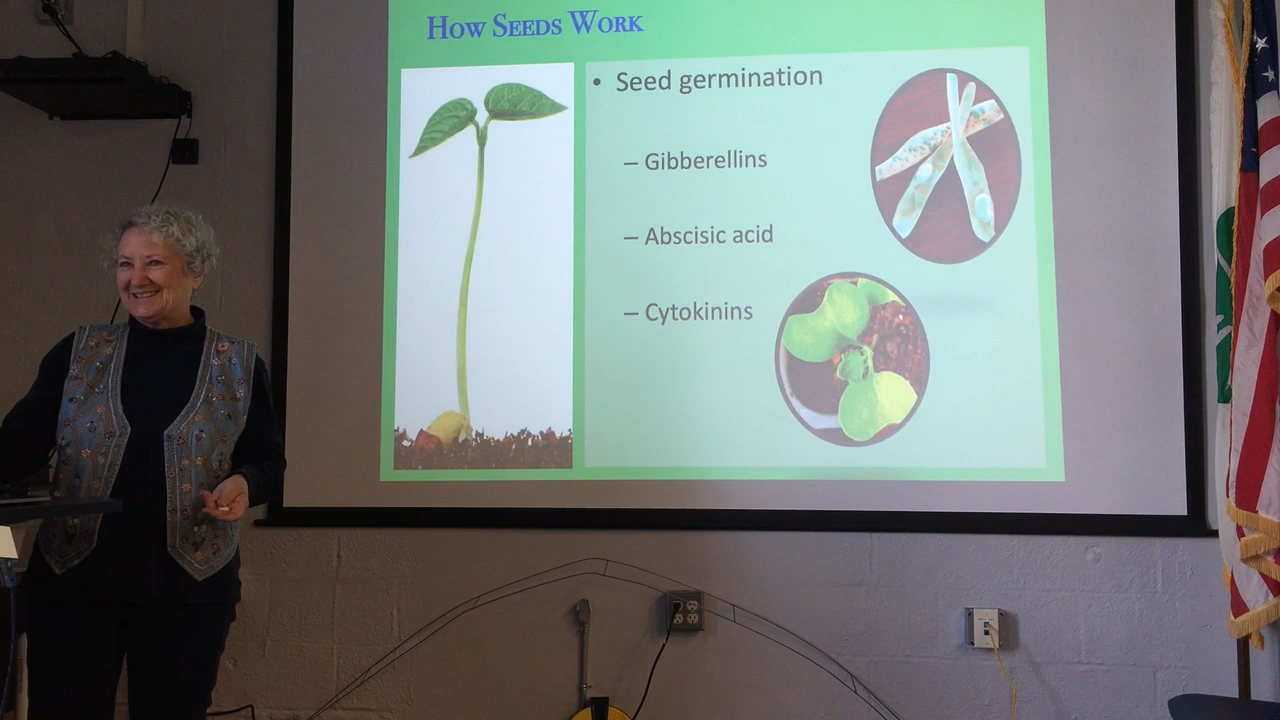 How Seeds Work
• Seed germination
– Gibberellins
– Abscisic acid
– Cytokinins